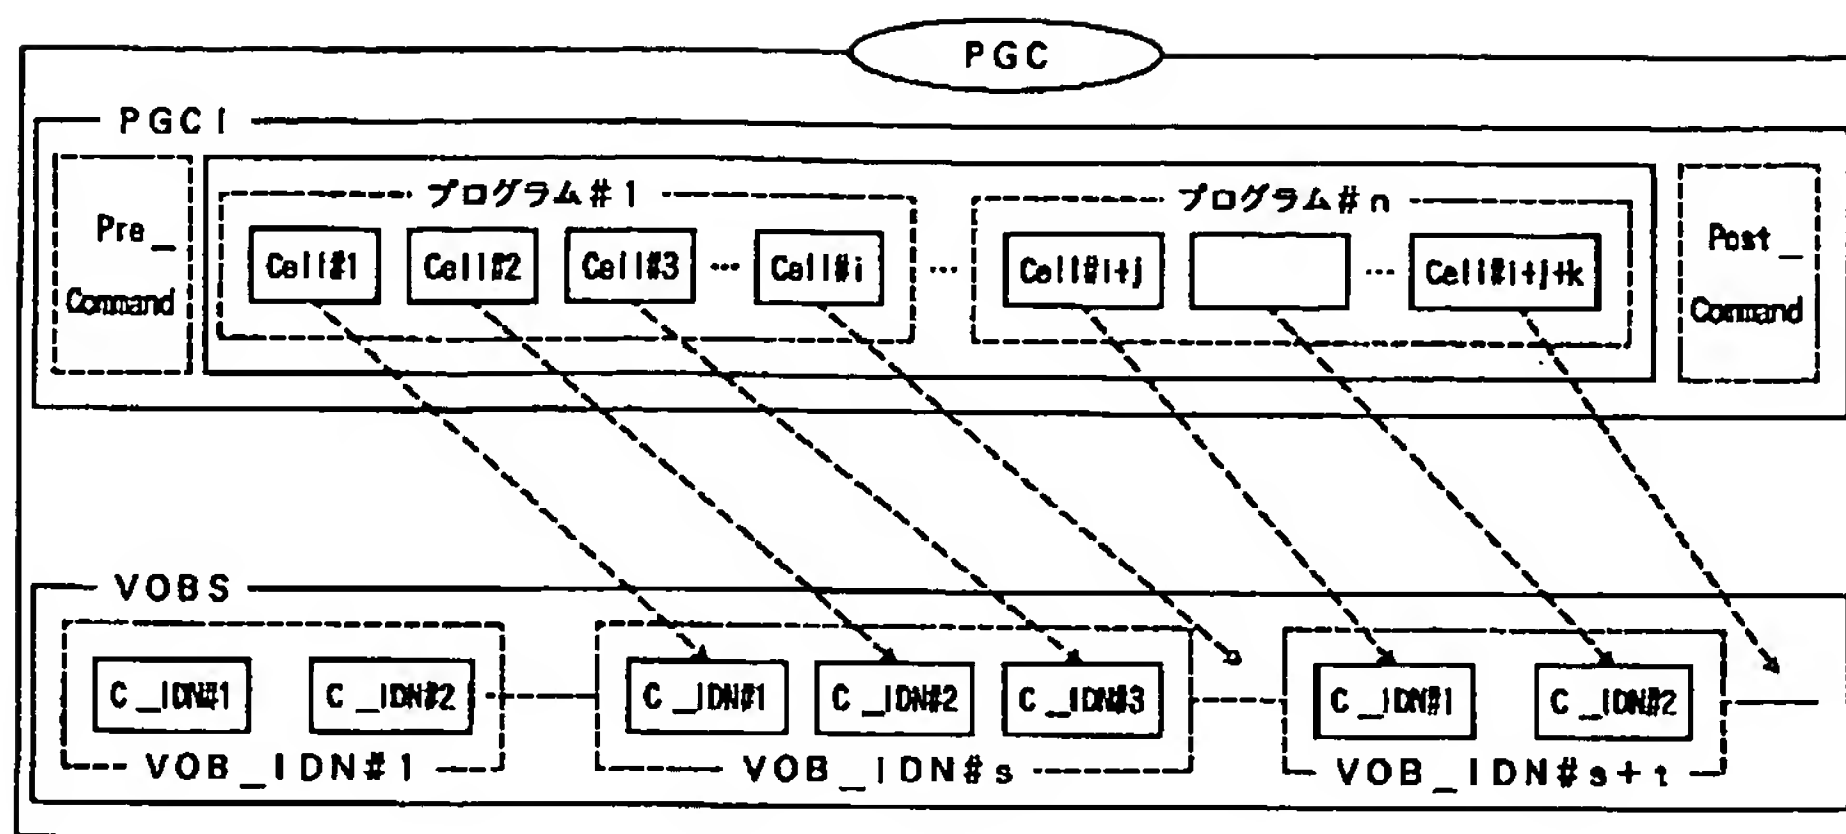 PGC
PGCI
プログラム#1
プログラム#n
Pre_
Command
Cell#1
Cell#2
Cell#3
…
Cell#i
…
Cell#i+j
…
Cell#i+j+k
Post_
Command
VOBS
C_IDN#1
C_IDN#2
C_IDN#1
C_IDN#2
C_IDN#3
C_IDN#1
C_IDN#2
VOB_IDN#1
VOB_IDN#s
VOB_IDN#s+t